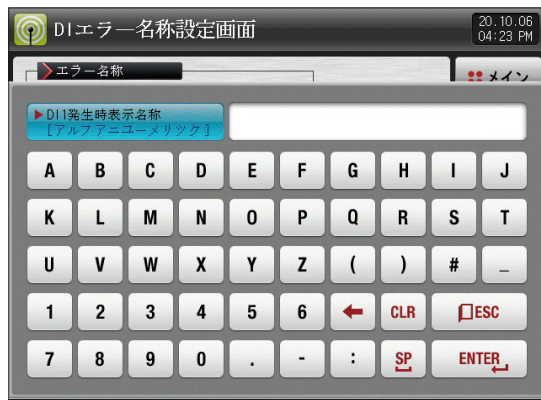 DIエラー名称設定画面
20.10.06
04:23 PM
エラー名称
メイン
DI1発生時表示名称
[アルファニューメリック]
A B C D E F G H I J
K L M N O P Q R S T
U V W X Y Z ( ) # _
1 2 3 4 5 6 CLR ESC
7 8 9 0 . - : SP ENTER